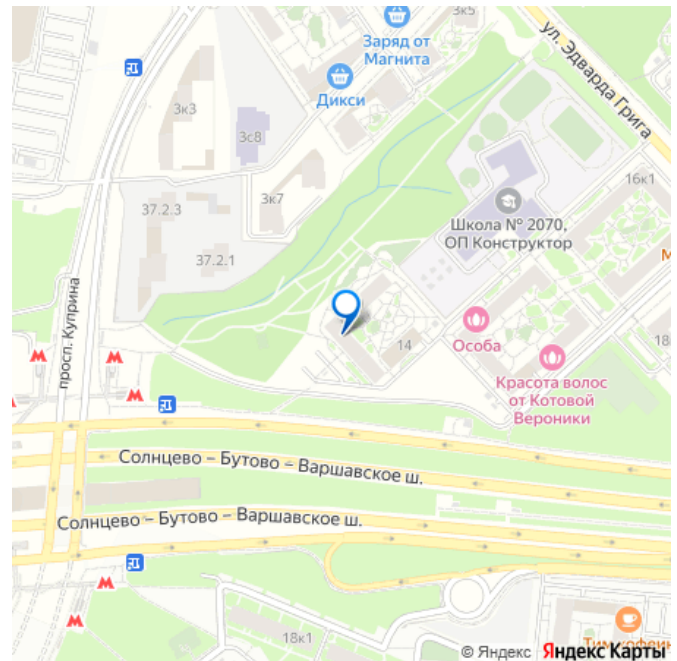 3к5
Заряд от
Магнита
ул. Эдварда Грига
Дикси
3к3
3с8
16к1
Школа № 2070,
ОП Конструктор
37.2.3
3к7
37.2.1
просп. Куприна
М
Особа
14
18
Красота волос
от Котовой
Вероники
Солнцево – Бутово – Варшавское ш.
Солнцево – Бутово – Варшавское ш.
18к1
© Яндекс Яндекс Карты